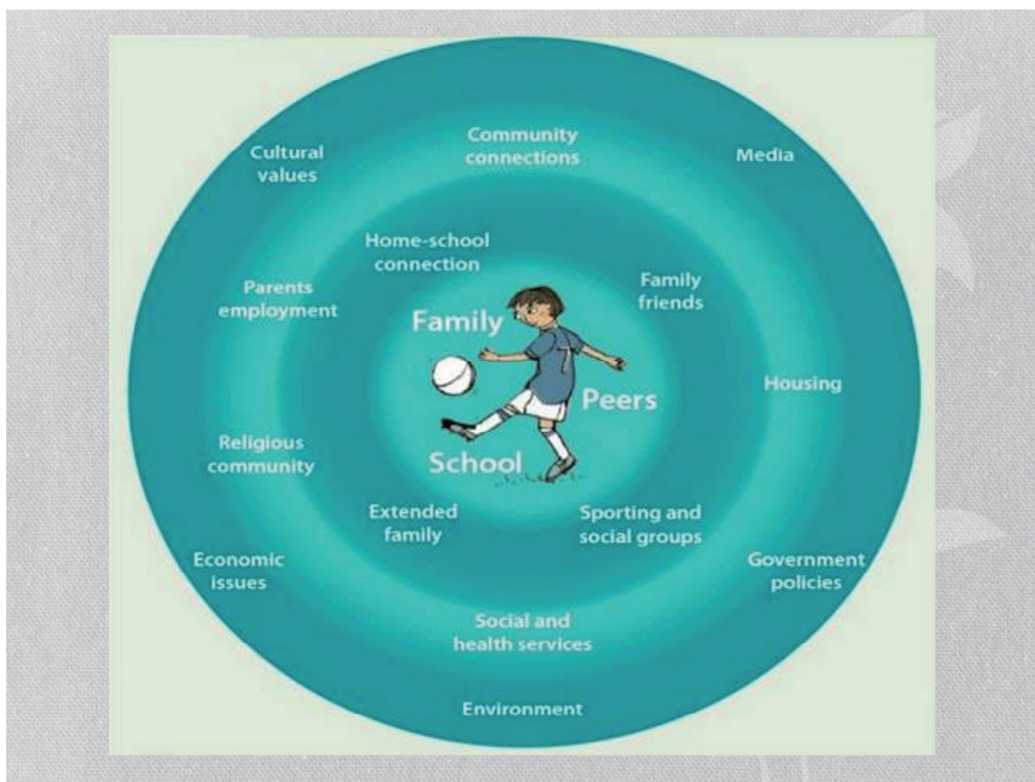 Community
connections
Cultural
values
Media
Home-school
connection
Family
friends
Parents
employment
Family
7
Housing
Peers
Religious
community
School
Extended
family
Sporting and
social groups
Economic
issues
Government
policies
Social and
health services
Environment